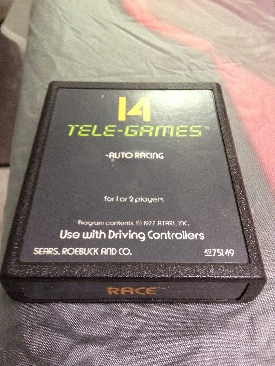 14
TELE-GAMES®
-AUTO RACING
for 1 or 2 players
Program contents © 1977 ATARI, INC.
Use with Driving Controllers
SEARS, ROEBUCK AND CO.
75149
RACE